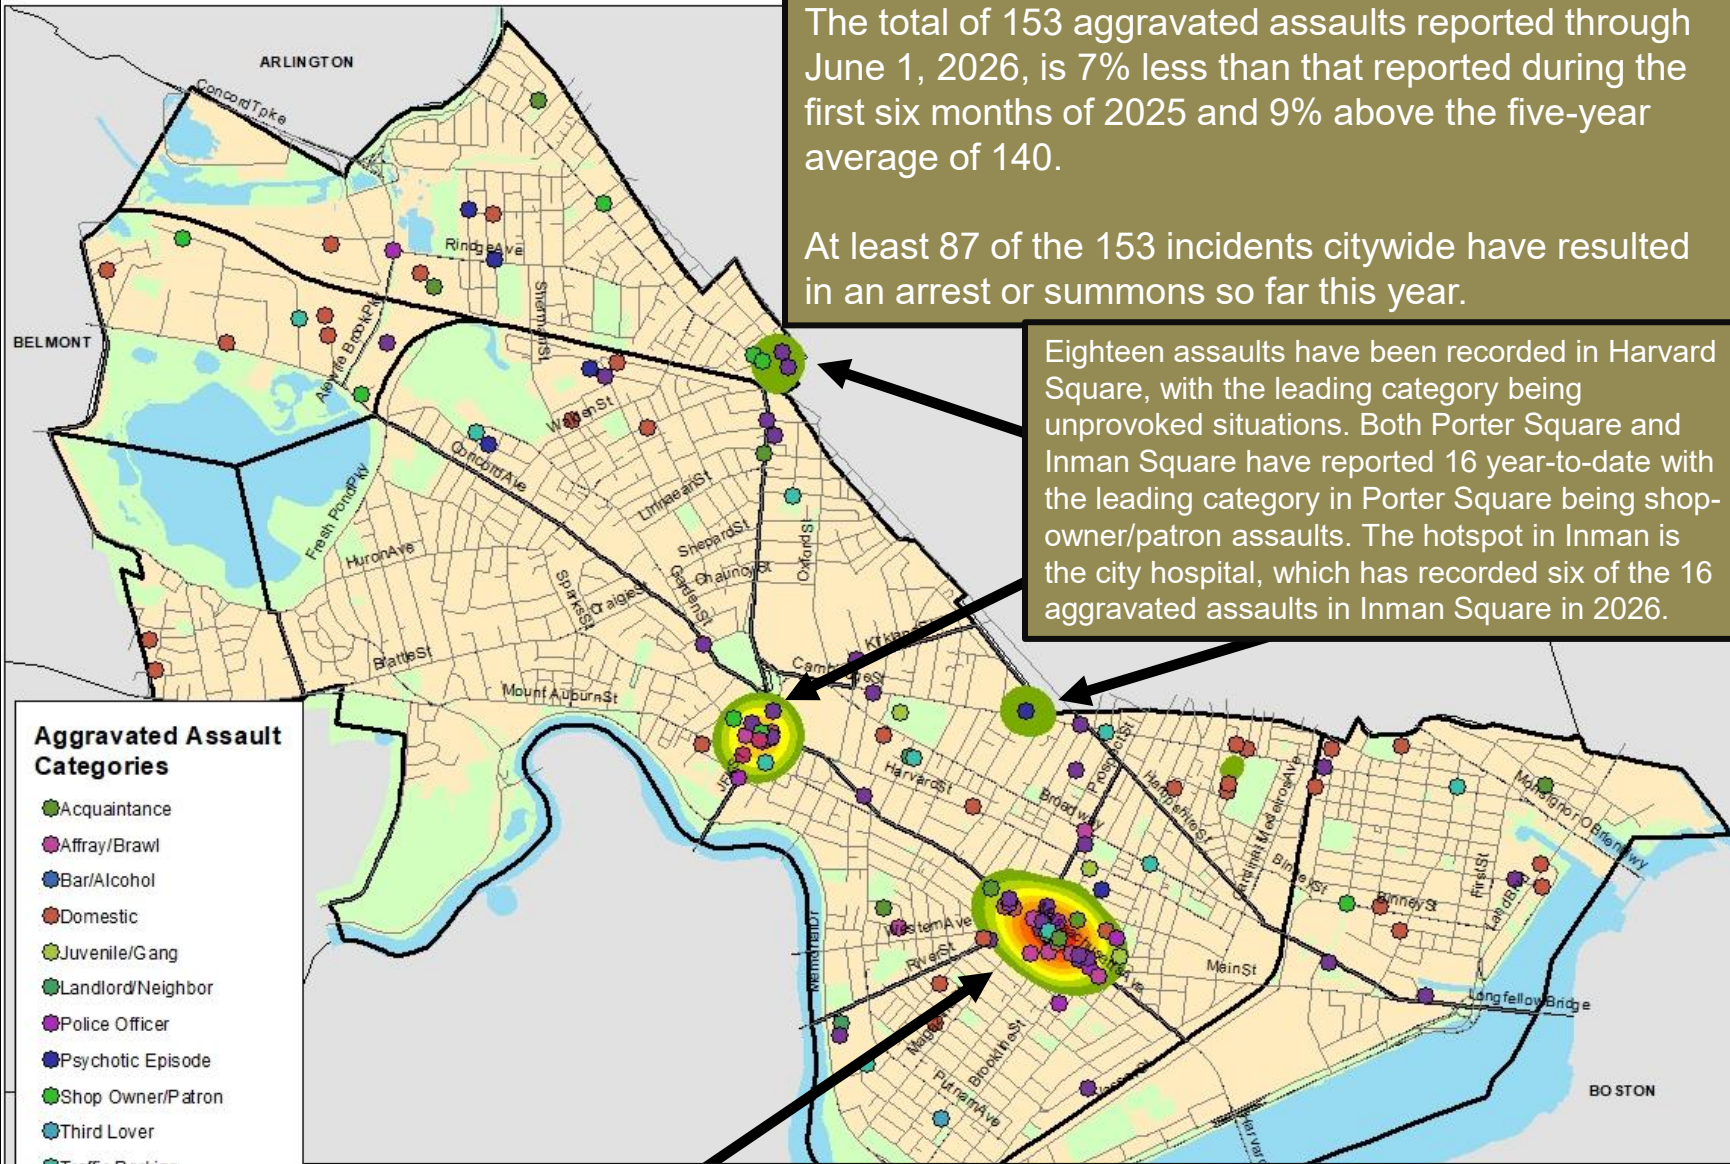 The total of 153 aggravated assaults reported through
June 1, 2026, is 7% less than that reported during the
first six months of 2025 and 9% above the five-year
average of 140.
At least 87 of the 153 incidents citywide have resulted
in an arrest or summons so far this year.
Eighteen assaults have been recorded in Harvard
Square, with the leading category being
unprovoked situations. Both Porter Square and
Inman Square have reported 16 year-to-date with
the leading category in Porter Square being shop-
owner/patron assaults. The hotspot in Inman is
the city hospital, which has recorded six of the 16
aggravated assaults in Inman Square in 2026.
ARLINGTON
Concord Tpke
Rindge Ave
Sherman St
BELMONT
Alewife Brook Pky
Walden St
Concord Ave
Linnaean St
Fresh Pond Pky
Shepard St
Oxford St
Huron Ave
Chauncy St
Garden St
Sparks St
Craigie St
Brattle St
Mount Auburn St
Harvard St
Prospect St
Broadway
Hampshire St
Monsignor O'Brien Hwy
Binney St
Binney St
First St
Western Ave
River St
Memorial Dr
Main St
Longfellow Bridge
Brookline St
Putnam Ave
BOSTON
Aggravated Assault
Categories
Acquaintance
Affray/Brawl
Bar/Alcohol
Domestic
Juvenile/Gang
Landlord/Neighbor
Police Officer
Psychotic Episode
Shop Owner/Patron
Third Lover